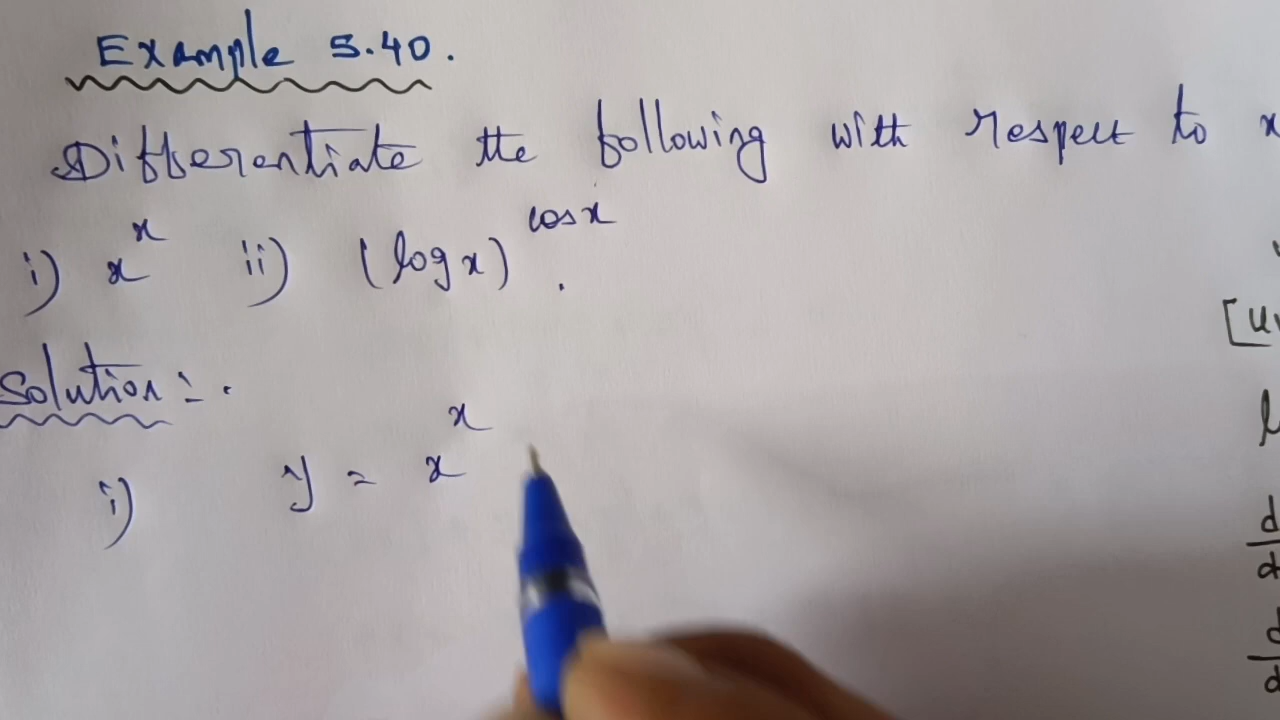 Example 5.40.
Differentiate the following with respect to x
i) x^x ii) (log x)^cos x.
Solution:-
i) y = x^x
[u
d
d
d
d